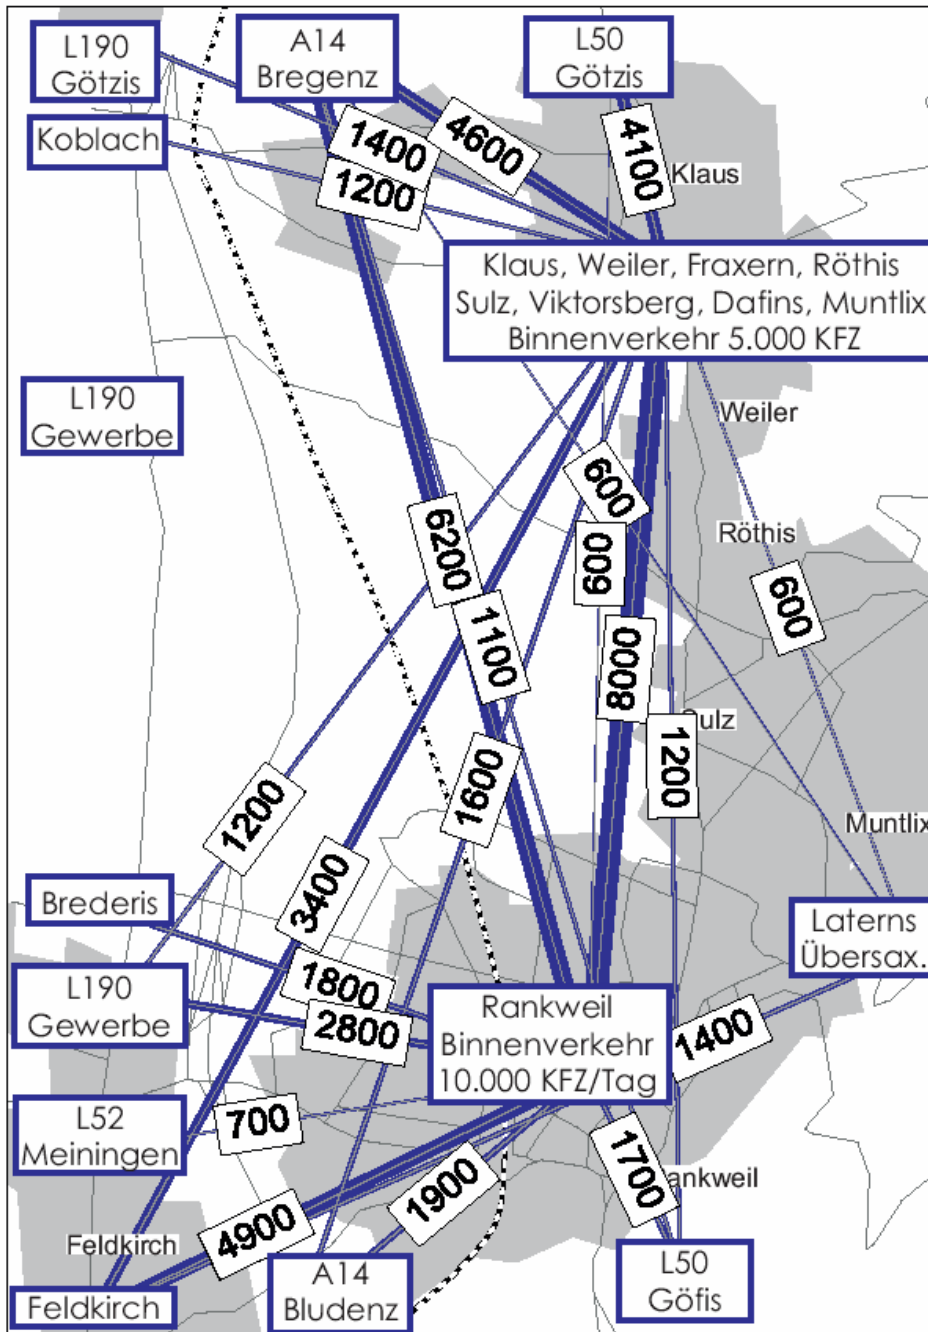 L190
Götzis
A14
Bregenz
L50
Götzis
Koblach
1400
4600
4100
1200
Klaus
Klaus, Weiler, Fraxern, Röthis
Sulz, Viktorsberg, Dafins, Muntlix
Binnenverkehr 5.000 KFZ
L190
Gewerbe
Weiler
600
6200
600
Röthis
600
1100
8000
Sulz
1200
1600
1200
Muntlix
3400
Brederis
Laterns
Übersax.
1800
L190
Gewerbe
2800
Rankweil
Binnenverkehr
10.000 KFZ/Tag
1400
L52
Meiningen
700
1900
1700
ankweil
4900
Feldkirch
Feldkirch
A14
Bludenz
L50
Göfis